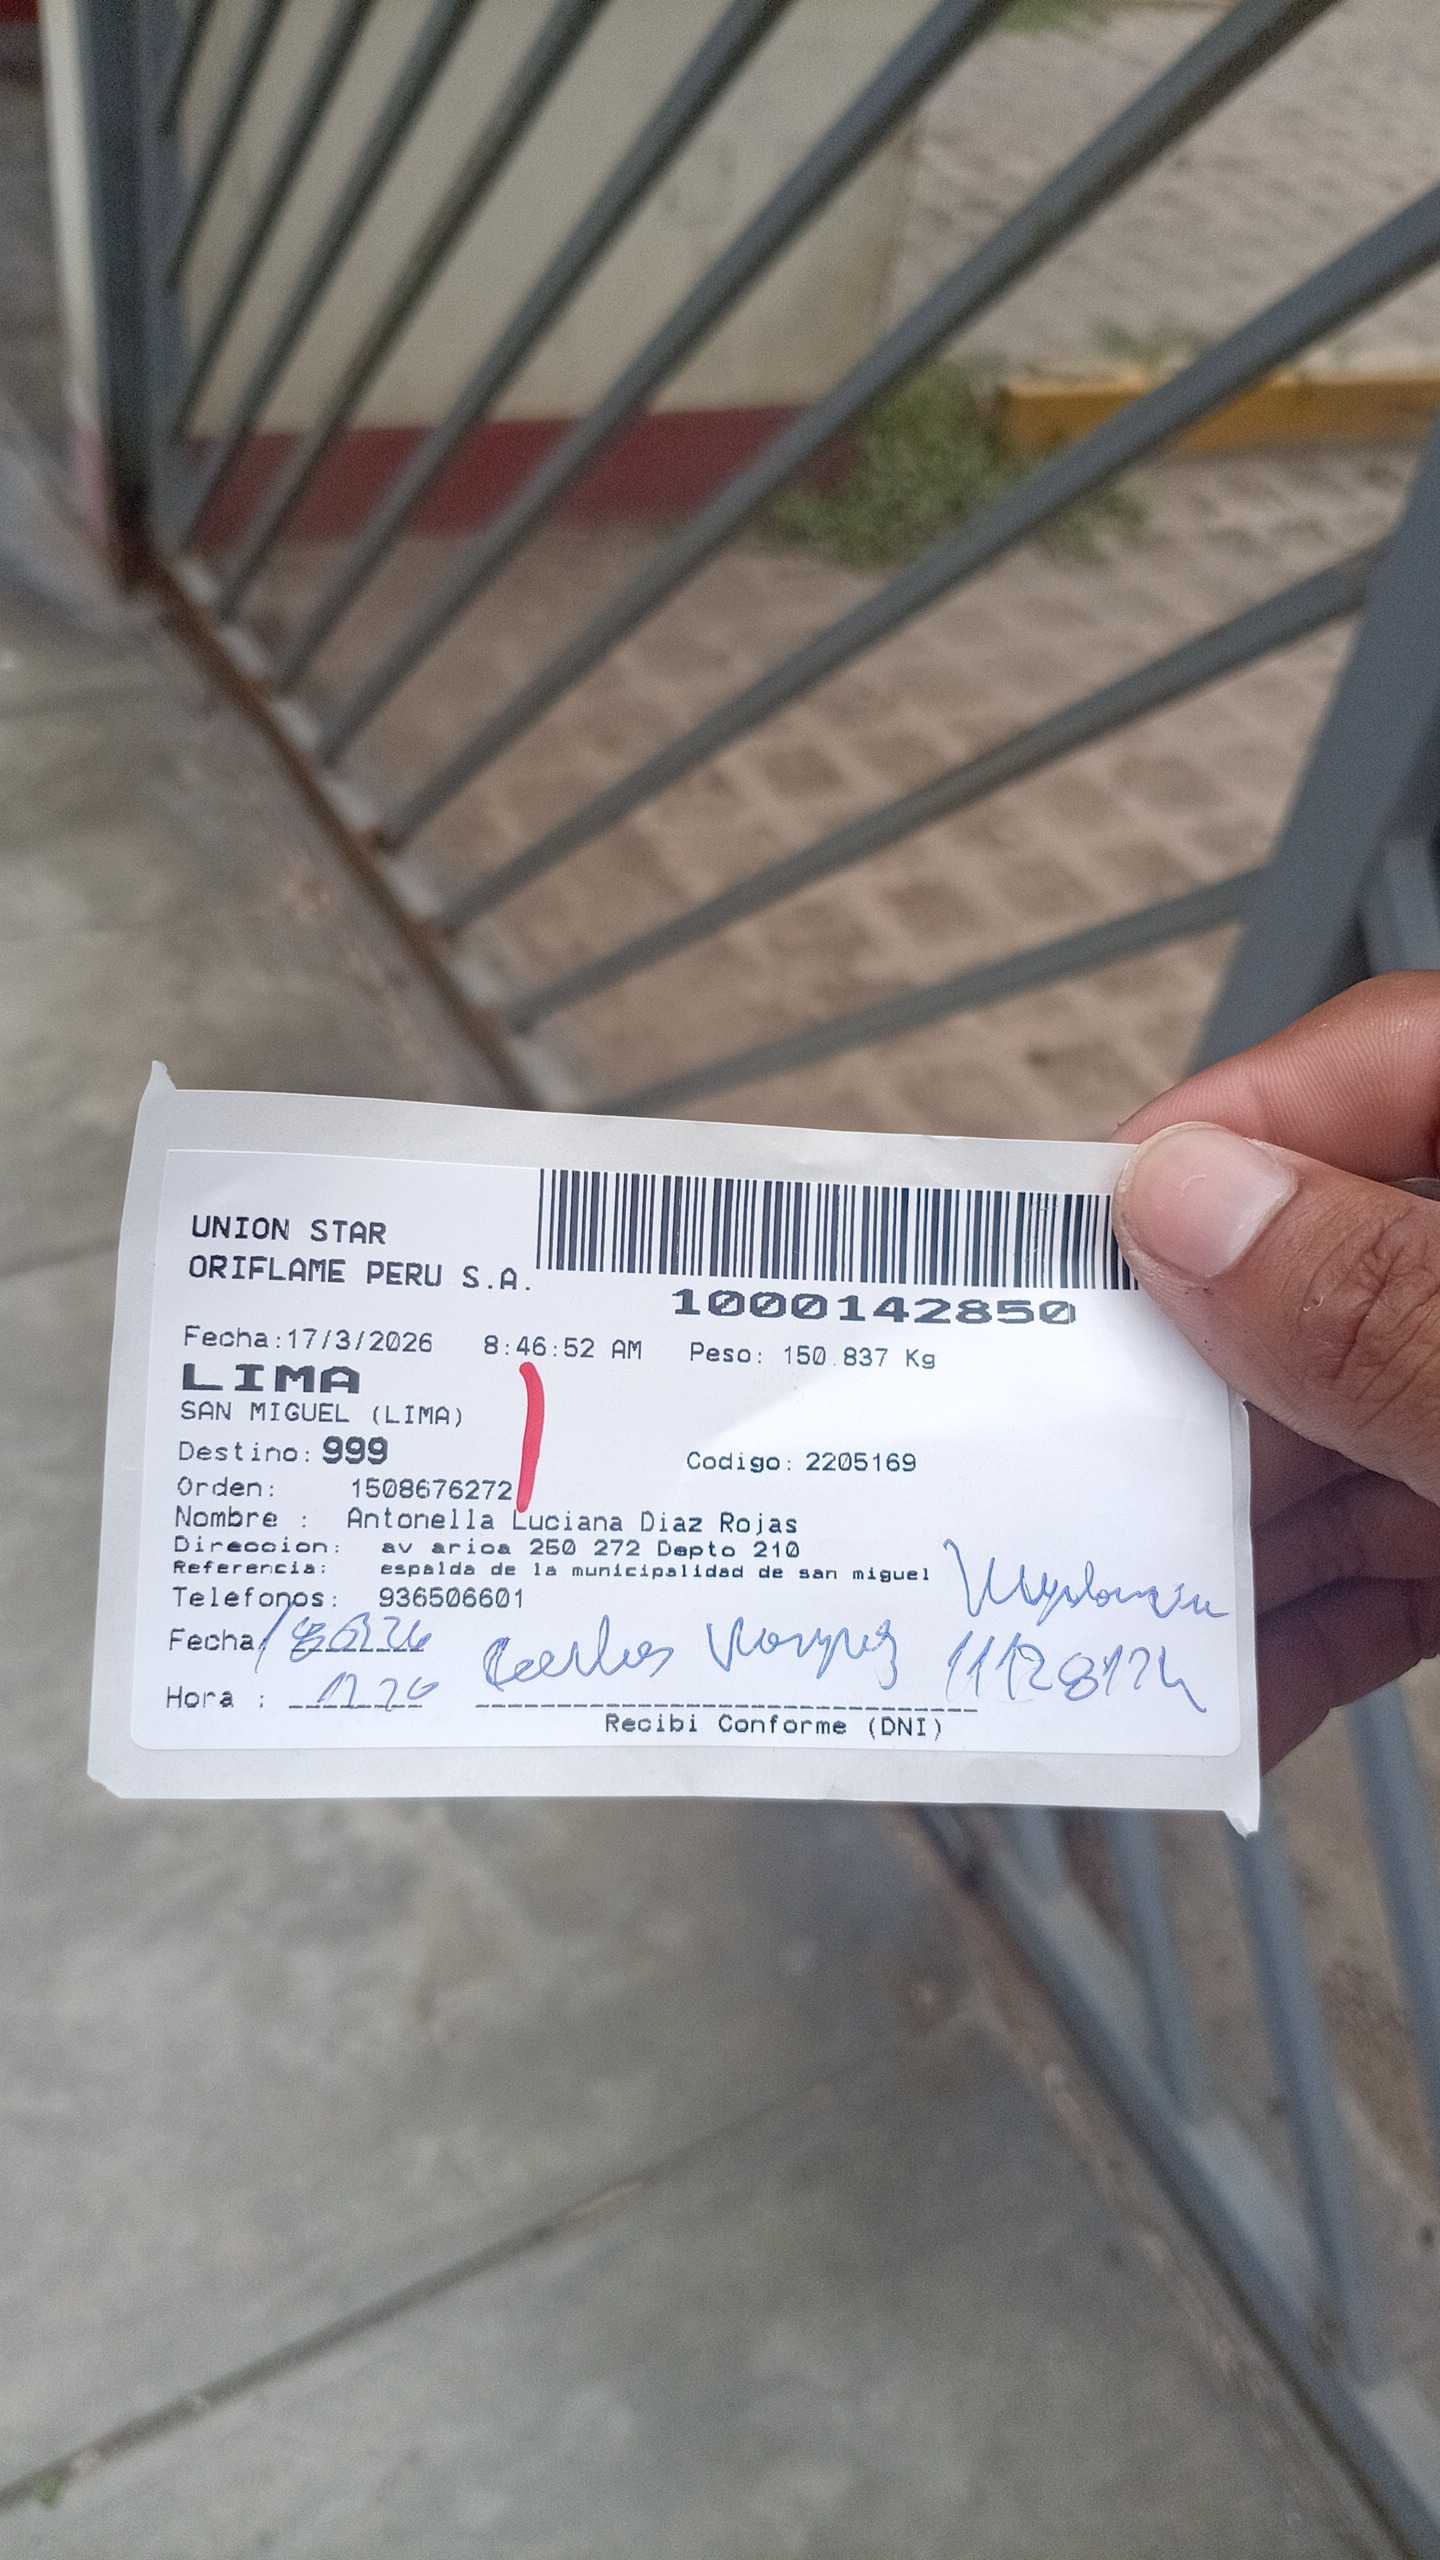 UNION STAR
ORIFLAME PERU S.A.
1000142850
Fecha:17/3/2026 8:46:52 AM Peso: 150.837 Kg
LIMA
SAN MIGUEL (LIMA)
Destino: 999 Codigo: 2205169
Orden: 1508676272
Nombre : Antonella Luciana Diaz Rojas
Direccion: av arica 250 272 Depto 210
Referencia: espalda de la municipalidad de san miguel
Telefonos: 936506601
Fecha
Carlos
Hora :
Recibi Conforme (DNI)